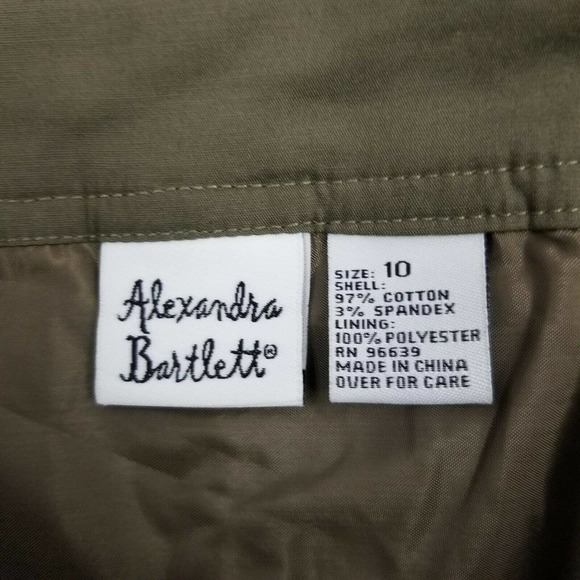 Alexandra
Bartlett®
SIZE: 10
SHELL:
97% COTTON
3% SPANDEX
LINING:
100% POLYESTER
RN 96639
MADE IN CHINA
OVER FOR CARE